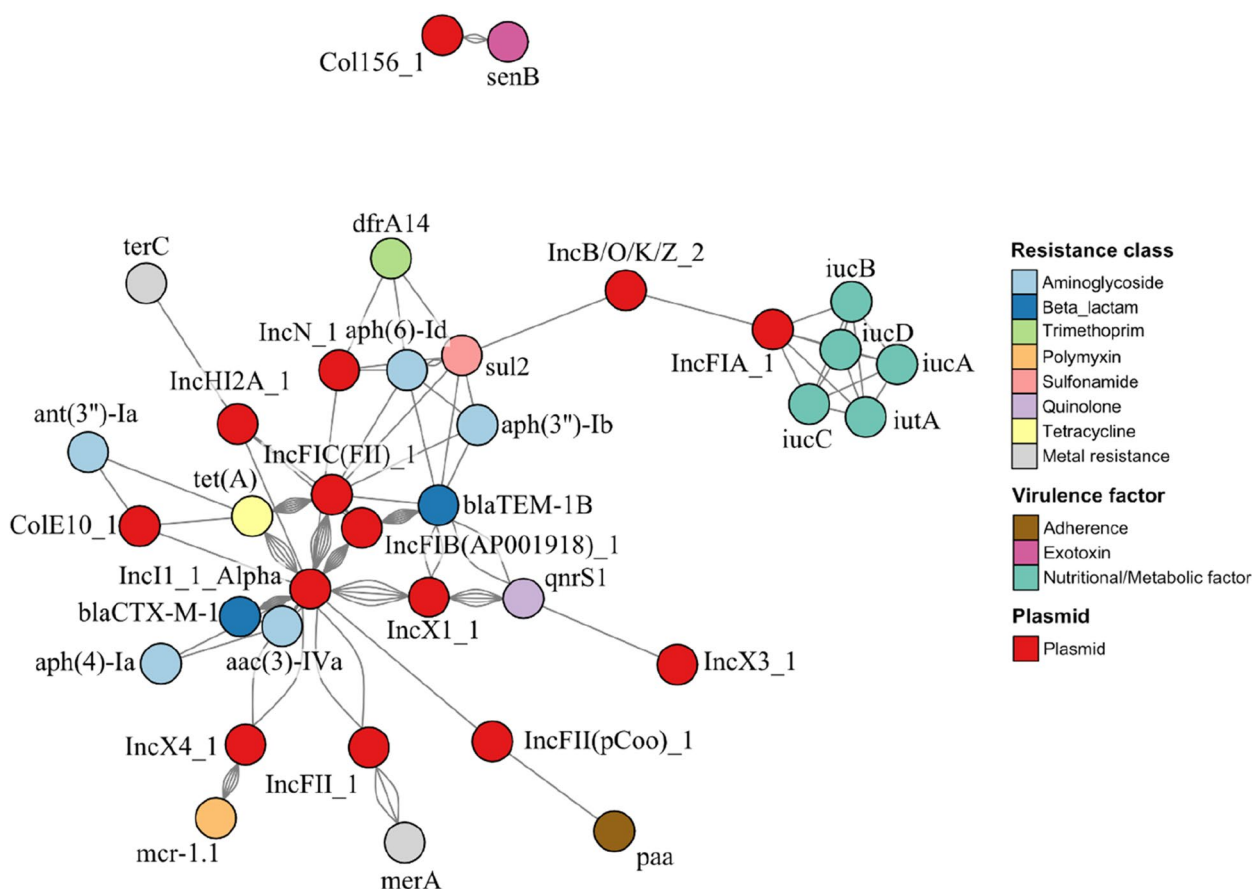 Col156_1
senB
dfrA14
terC
IncB/O/K/Z_2
iucB
IncN_1
aph(6)-Id
iucD
sul2
IncFIA_1
iucA
IncHI2A_1
ant(3")-Ia
aph(3")-Ib
iucC
iutA
IncFIC(FII)_1
tet(A)
blaTEM-1B
ColE10_1
IncFIB(AP001918)_1
IncI1_1_Alpha
qnrS1
blaCTX-M-1
IncX1_1
aph(4)-Ia
aac(3)-IVa
IncX3_1
IncX4_1
IncFII(pCoo)_1
IncFII_1
mcr-1.1
merA
paa
Resistance class
Aminoglycoside
Beta_lactam
Trimethoprim
Polymyxin
Sulfonamide
Quinolone
Tetracycline
Metal resistance
Virulence factor
Adherence
Exotoxin
Nutritional/Metabolic factor
Plasmid
Plasmid